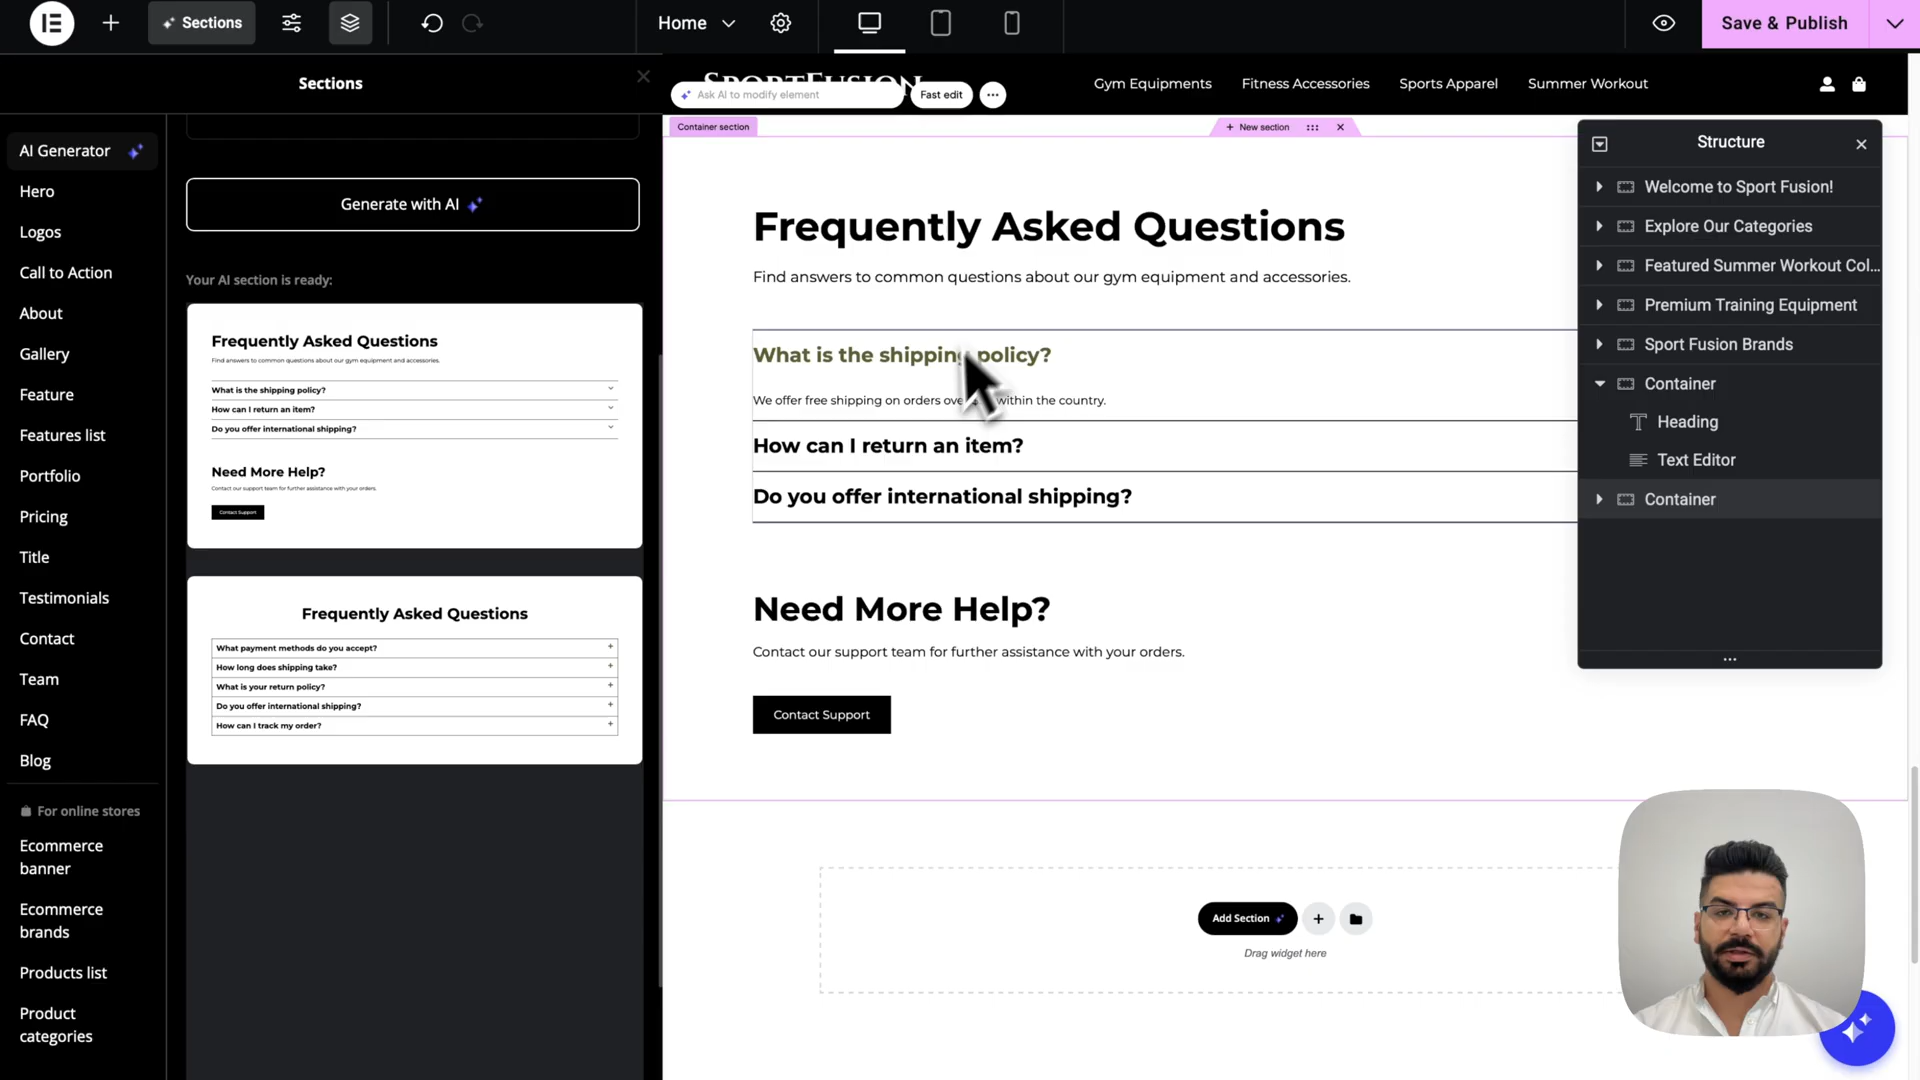 Sections
Home
Save & Publish
Sections
AI Generator
Hero
Logos
Call to Action
About
Gallery
Feature
Features list
Portfolio
Pricing
Title
Testimonials
Contact
Team
FAQ
Blog
For online stores
Ecommerce
banner
Ecommerce
brands
Products list
Product
categories
Generate with AI
Your AI section is ready:
Frequently Asked Questions
Find answers to common questions about our gym equipment and accessories.
What is the shipping policy?
How can I return an item?
Do you offer international shipping?
Need More Help?
Contact our support team for further assistance with your orders.
Contact Support
Frequently Asked Questions
What payment methods do you accept?
How long does shipping take?
What is your return policy?
Do you offer international shipping?
How can I track my order?
SPORTFUSION
Gym Equipments
Fitness Accessories
Sports Apparel
Summer Workout
Ask AI to modify element
Fast edit
Container section
+ New section
Frequently Asked Questions
Find answers to common questions about our gym equipment and accessories.
What is the shipping policy?
We offer free shipping on orders within the country.
How can I return an item?
Do you offer international shipping?
Need More Help?
Contact our support team for further assistance with your orders.
Contact Support
Add Section
Drag widget here
Structure
Welcome to Sport Fusion!
Explore Our Categories
Featured Summer Workout Col...
Premium Training Equipment
Sport Fusion Brands
Container
Heading
Text Editor
Container